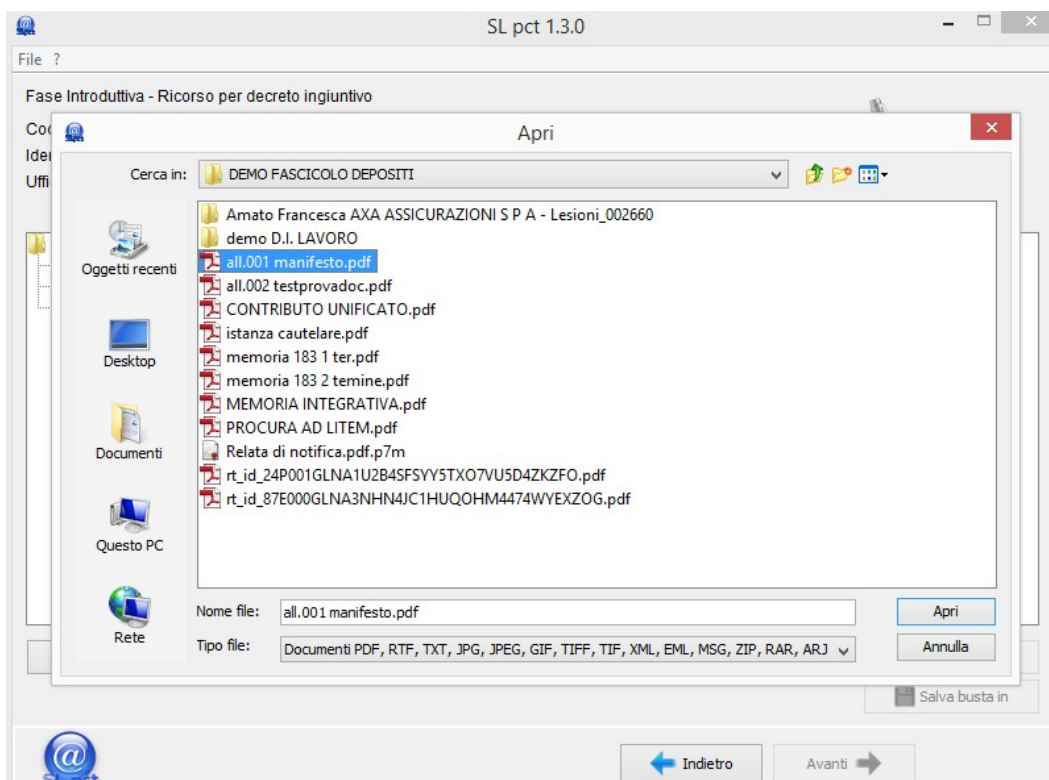 SL pct 1.3.0
File ?
Fase Introduttiva - Ricorso per decreto ingiuntivo
Apri
Uffi
Cerca in: DEMO FASCICOLO DEPOSITI
Amato Francesca AXA ASSICURAZIONI S P A - Lesioni_002660
demo D.I. LAVORO
all.001 manifesto.pdf
all.002 testprovadoc.pdf
CONTRIBUTO UNIFICATO.pdf
istanza cautelare.pdf
memoria 183 1 ter.pdf
memoria 183 2 temine.pdf
MEMORIA INTEGRATIVA.pdf
PROCURA AD LITEM.pdf
Relata di notifica.pdf.p7m
rt_id_24P001GLNA1U2B4SFSYY5TXO7VU5D4ZKZFO.pdf
rt_id_87E000GLNA3NHN4JC1HUQOHM4474WYEXZOG.pdf
Oggetti recenti
Desktop
Documenti
Questo PC
Rete
Nome file: all.001 manifesto.pdf
Apri
Tipo file: Documenti PDF, RTF, TXT, JPG, JPEG, GIF, TIFF, TIF, XML, EML, MSG, ZIP, RAR, ARJ
Annulla
Salva busta in
Indietro
Avanti